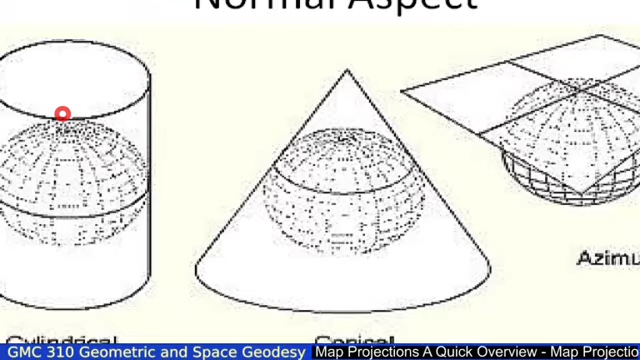 Normal Aspect
Azimu
Cylindrical
Conical
GMC 310 Geometric and Space Geodesy
Map Projections A Quick Overview - Map Projectio